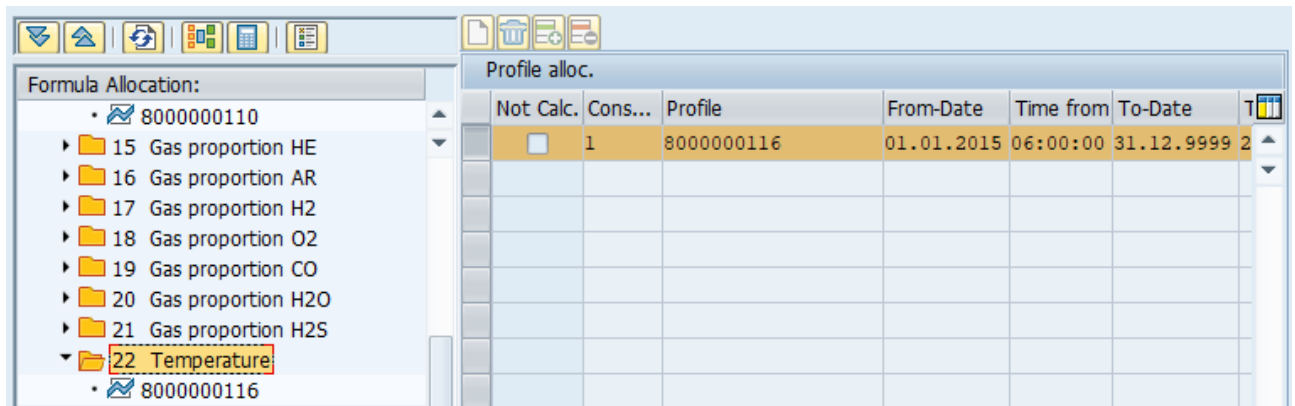 Formula Allocation:
8000000110
15 Gas proportion HE
16 Gas proportion AR
17 Gas proportion H2
18 Gas proportion O2
19 Gas proportion CO
20 Gas proportion H2O
21 Gas proportion H2S
22 Temperature
8000000116
Profile alloc.
Not Calc. Cons... Profile From-Date Time from To-Date T
1 8000000116 01.01.2015 06:00:00 31.12.9999 2